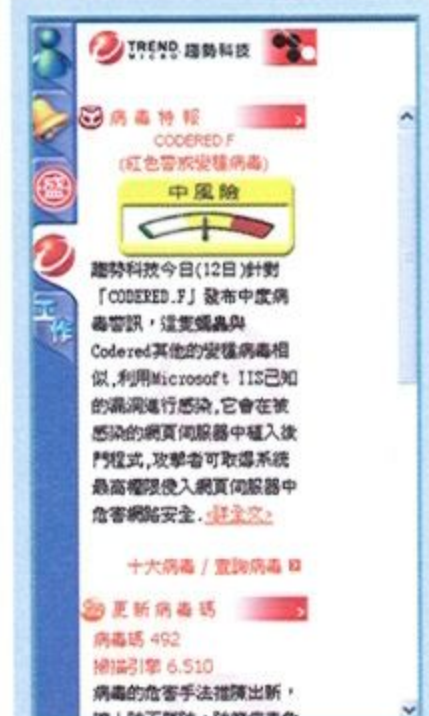 TREND MICRO 趨勢科技
病毒特報
CODERED F
(紅色警戒變種病毒)
中風險
趨勢科技今日(12日)針對
「CODERED.F」發布中度病
毒警訊,這隻蠕蟲與
Codered其他的變種病毒相
似,利用Microsoft IIS已知
的漏洞進行感染,它會在被
感染的網頁伺服器中植入後
門程式,攻擊者可取得系統
最高權限侵入網頁伺服器中
危害網路安全.<詳全文>
十大病毒 / 查詢病毒
更新病毒碼
病毒碼 492
掃描引擎 6.510
病毒的危害手法推陳出新,
工作